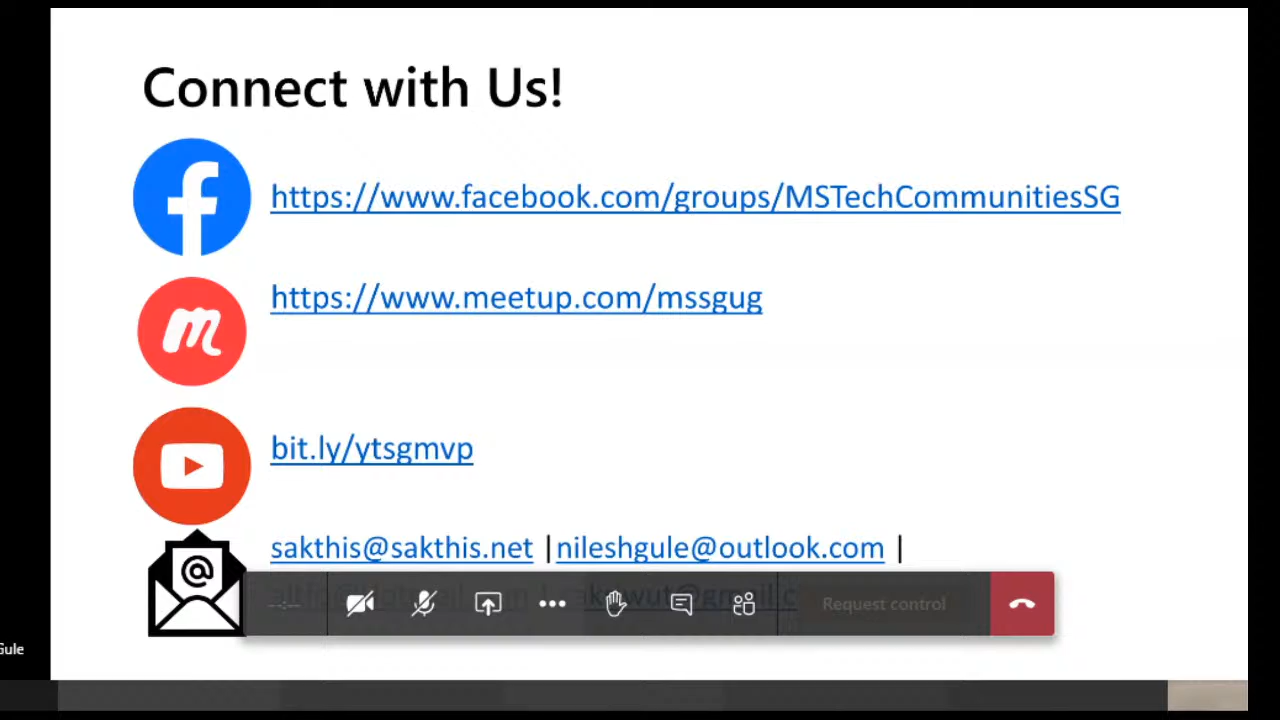 Connect with Us!
https://www.facebook.com/groups/MSTechCommunitiesSG
https://www.meetup.com/mssgug
bit.ly/ytsgmvp
sakthis@sakthis.net |nileshgule@outlook.com |
Request control
Gule